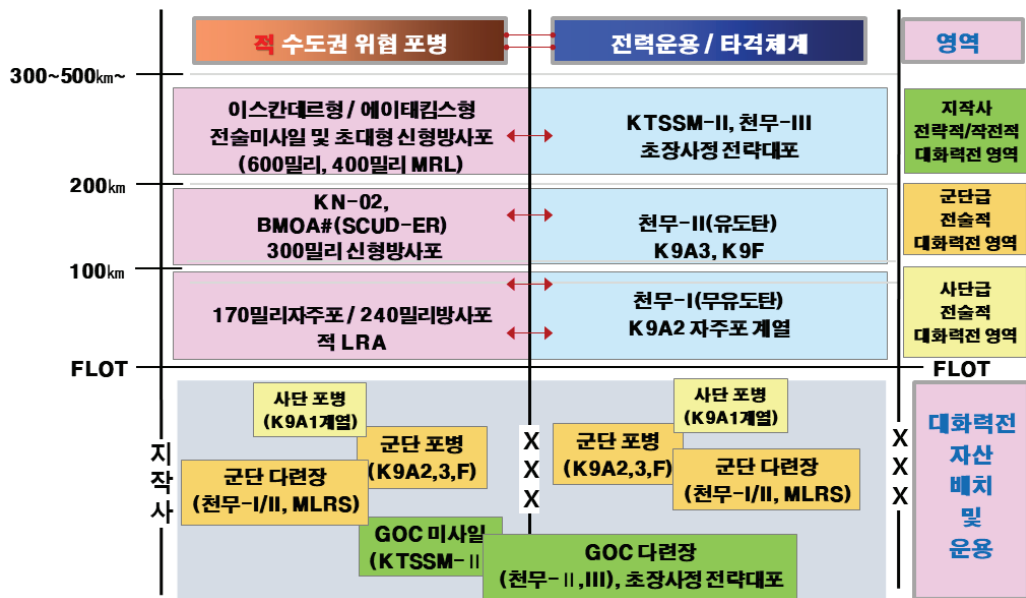 적 수도권 위협 포병
전력운용 / 타격체계
영역
300~500km~
이스칸데르형 / 에이태킴스형
전술미사일 및 초대형 신형방사포
(600밀리, 400밀리 MRL)
KTSSM-II, 천무-III
초장사정 전략대포
지작사
전략적/작전적
대화력전 영역
200km
KN-02,
BMOA#(SCUD-ER)
300밀리 신형방사포
천무-II(유도탄)
K9A3, K9F
군단급
전술적
대화력전 영역
100km
170밀리자주포 / 240밀리방사포
적 LRA
천무-I(무유도탄)
K9A2 자주포 계열
사단급
전술적
대화력전 영역
FLOT
FLOT
지작사
사단 포병
(K9A1계열)
군단 포병
(K9A2,3,F)
군단 다련장
(천무-I/II, MLRS)
GOC 미사일
(KTSSM-Ⅱ
XXX
사단 포병
(K9A1계열)
군단 포병
(K9A2,3,F)
군단 다련장
(천무-I/II, MLRS)
GOC 다련장
(천무-Ⅱ,III), 초장사정 전략대포
XXX
대화력전
자산
배치
및
운용